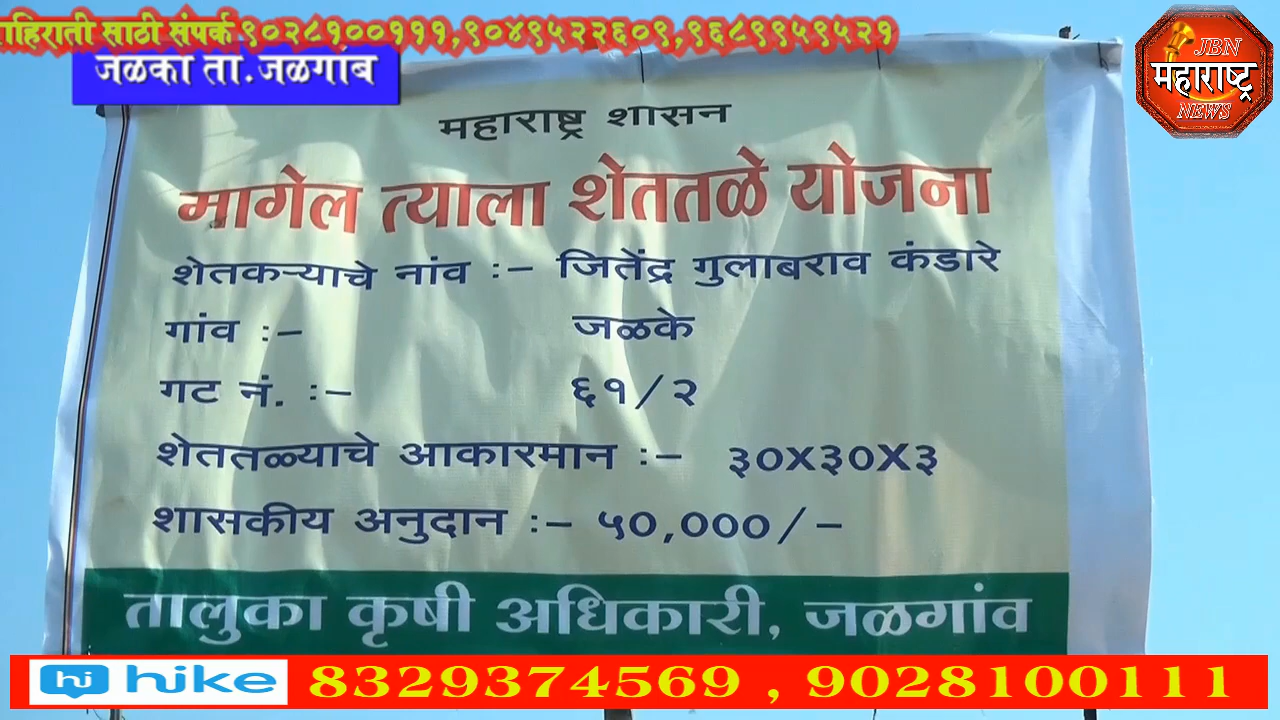 ाहिराती साठी संपर्क ९०२८१००१११,९०४९५२२६०९,९६८९९५९५२१
जळका ता.जळगांव
JBN
महाराष्ट्र
NEWS
महाराष्ट्र शासन
मागेल त्याला शेततळे योजना
शेतकऱ्याचे नांव :– जितेंद्र गुलाबराव कंडारे
गांव :– जळके
गट नं. :– ६१/२
शेततळ्याचे आकारमान :– ३०X३०X३
शासकीय अनुदान :– ५०,०००/–
तालुका कृषी अधिकारी, जळगांव
hi hike 8329374569 , 9028100111